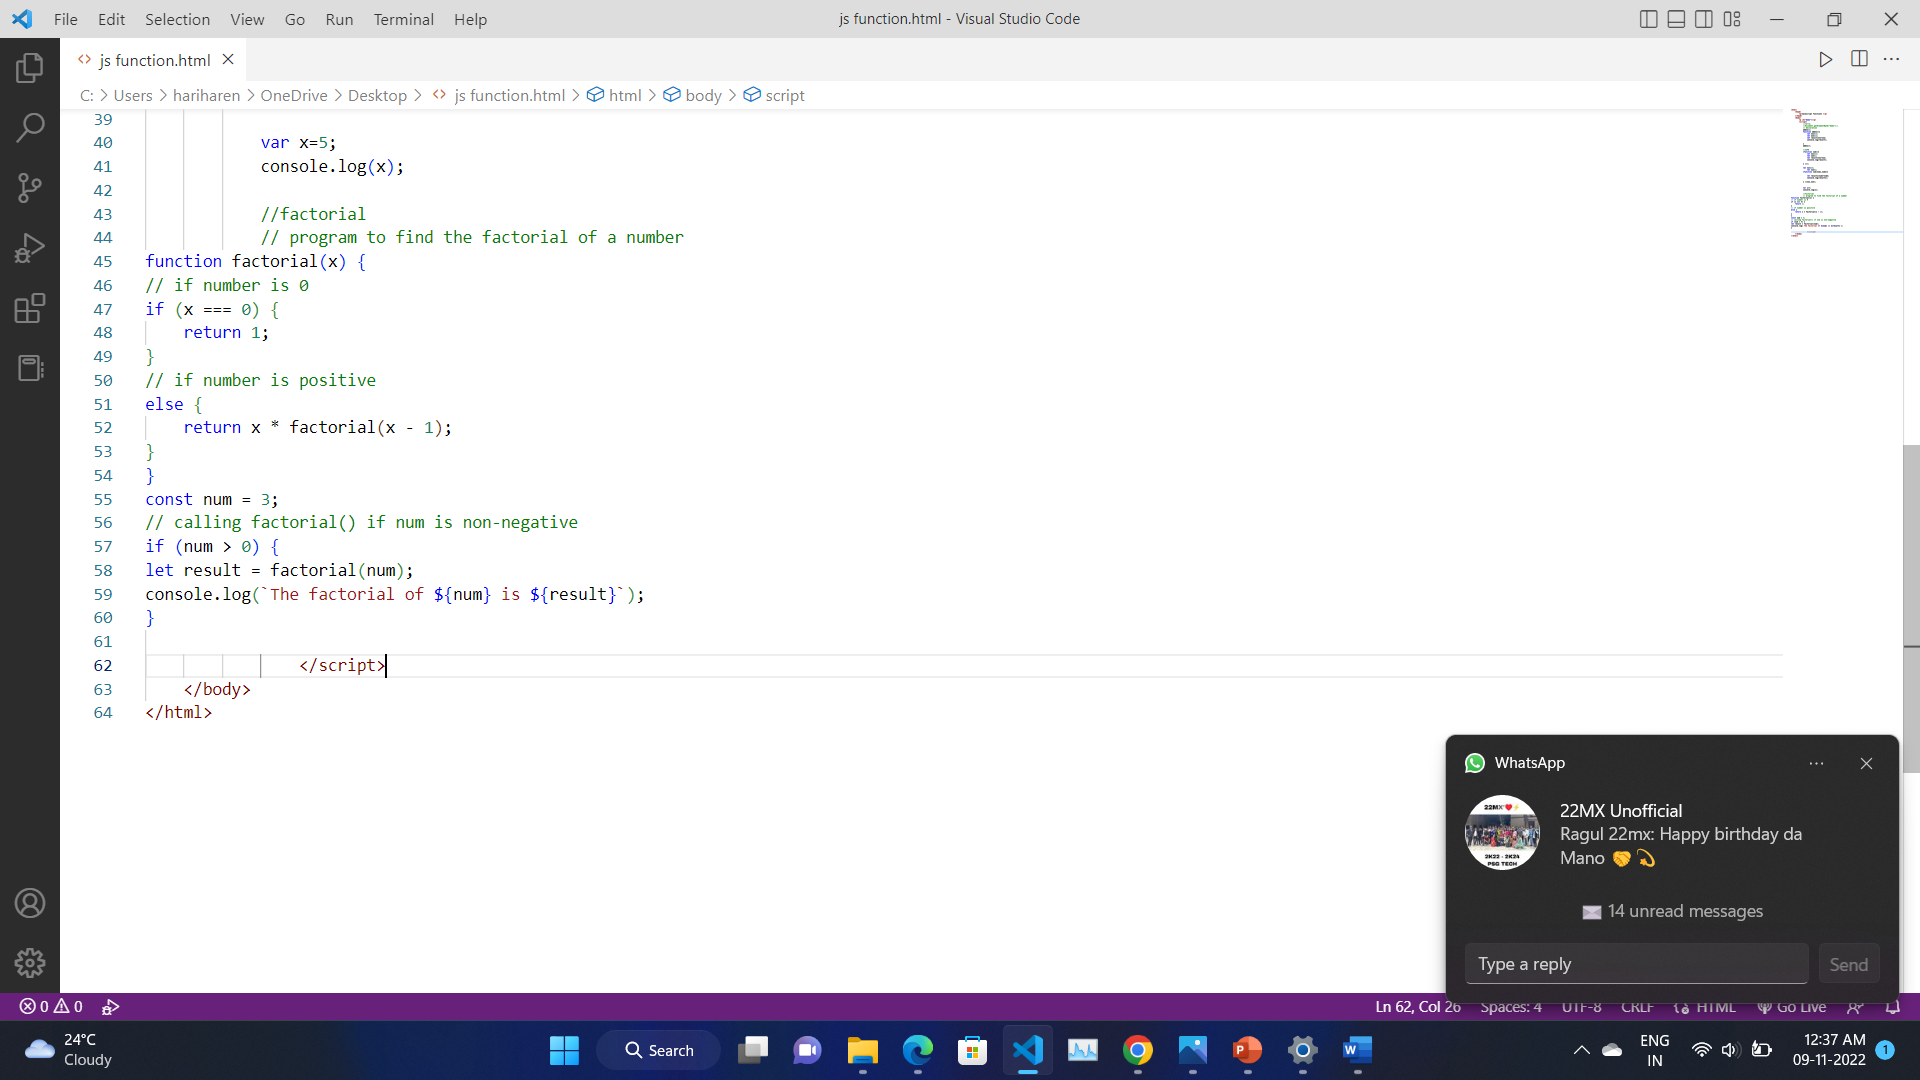 File Edit Selection View Go Run Terminal Help
js function.html - Visual Studio Code
js function.html
C: > Users > hariharen > OneDrive > Desktop > js function.html > html > body > script
39
40 var x=5;
41 console.log(x);
42
43 //factorial
44 // program to find the factorial of a number
45 function factorial(x) {
46 // if number is 0
47 if (x === 0) {
48 return 1;
49 }
50 // if number is positive
51 else {
52 return x * factorial(x - 1);
53 }
54 }
55 const num = 3;
56 // calling factorial() if num is non-negative
57 if (num > 0) {
58 let result = factorial(num);
59 console.log(`The factorial of ${num} is ${result}`);
60 }
61
62 </script>
63 </body>
64 </html>
WhatsApp
22MX
2K22 - 2K24
PSG TECH
22MX Unofficial
Ragul 22mx: Happy birthday da
Mano 🤝 💫
14 unread messages
Type a reply
Send
0 0
Ln 62, Col 26 Spaces: 4 UTF-8 CRLF HTML Go Live
24°C
Cloudy
Search
ENG
IN
12:37 AM
09-11-2022
1